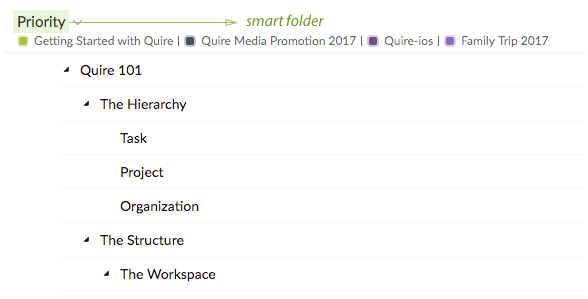 Priority smart folder
Getting Started with Quire | Quire Media Promotion 2017 | Quire-ios | Family Trip 2017
Quire 101
The Hierarchy
Task
Project
Organization
The Structure
The Workspace